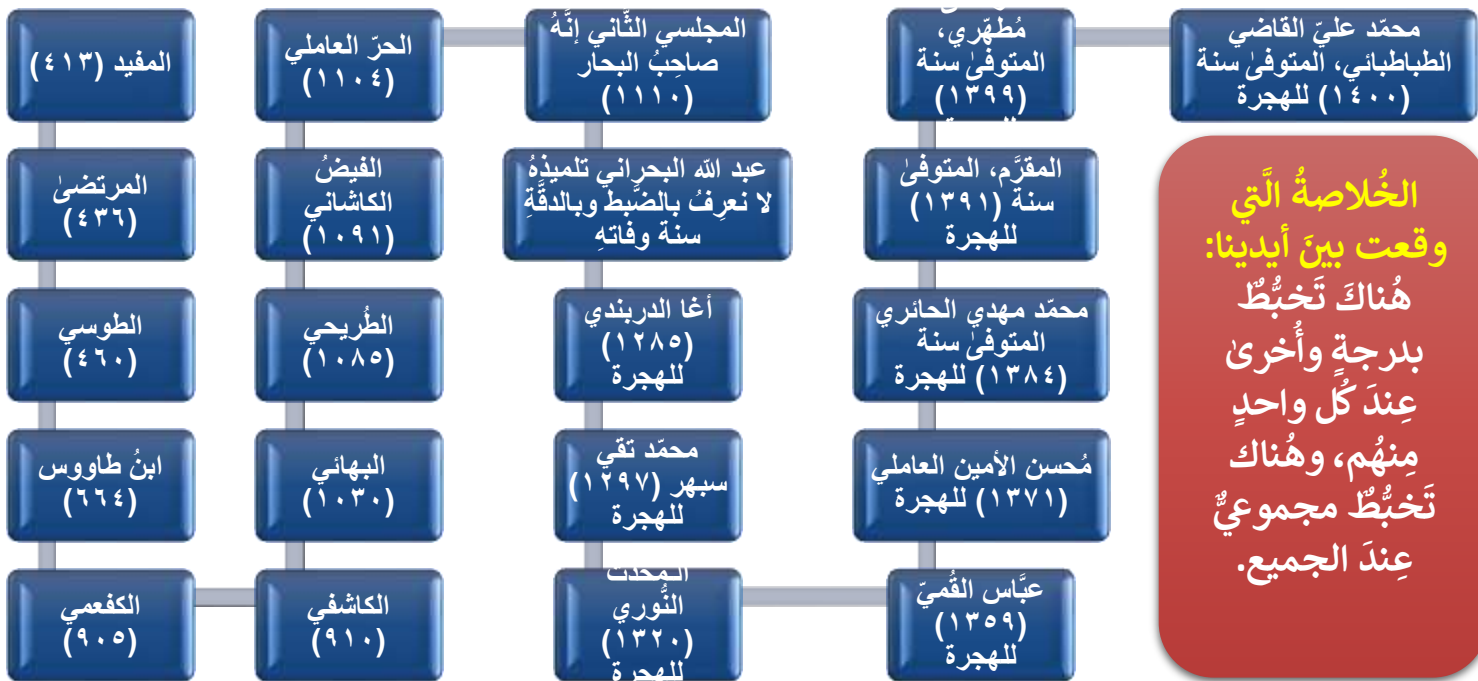 المفيد (٤١٣)
المرتضىٰ
(٤٣٦)
الطوسي
(٤٦٠)
ابنُ طاووس
(٦٦٤)
الكفعمي
(٩٠٥)
الكاشفي
(٩١٠)
البهائي
(١٠٣٠)
الطُريحي
(١٠٨٥)
الفيضُ
الكاشاني
(١٠٩١)
الحرّ العاملي
(١١٠٤)
المجلسي الثَّاني إنَّهُ
صاحِبُ البحار
(١١١٠)
عبد الله البحراني تلميذهُ
لا نعرِفُ بالضَّبط وبالدقَّةِ
سنة وفاتهِ
أغا الدربندي
(١٢٨٥)
للهجرة
محمّد تقي
سبهر (١٢٩٧)
للهجرة
المحدث
النُّوري
(١٣٢٠)
للهجرة
عبَّاس القُميّ
(١٣٥٩)
للهجرة
مُحسن الأمين العاملي
(١٣٧١) للهجرة
محمّد مهدي الحائري
المتوفىٰ سنة
(١٣٨٤) للهجرة
المقرَّم، المتوفىٰ
سنة (١٣٩١)
للهجرة
مُطهّري،
المتوفىٰ سنة
(١٣٩٩)
محمّد عليّ القاضي
الطباطبائي، المتوفىٰ سنة
(١٤٠٠) للهجرة
الخُلاصةُ الَّتي
وقعت بينَ أيدينا:
هُناكَ تَخبُّطٌ
بدرجةٍ وأُخرىٰ
عِندَ كُل واحدٍ
مِنهُم، وهُناك
تَخبُّطٌ مجموعيٌّ
عِندَ الجميع.